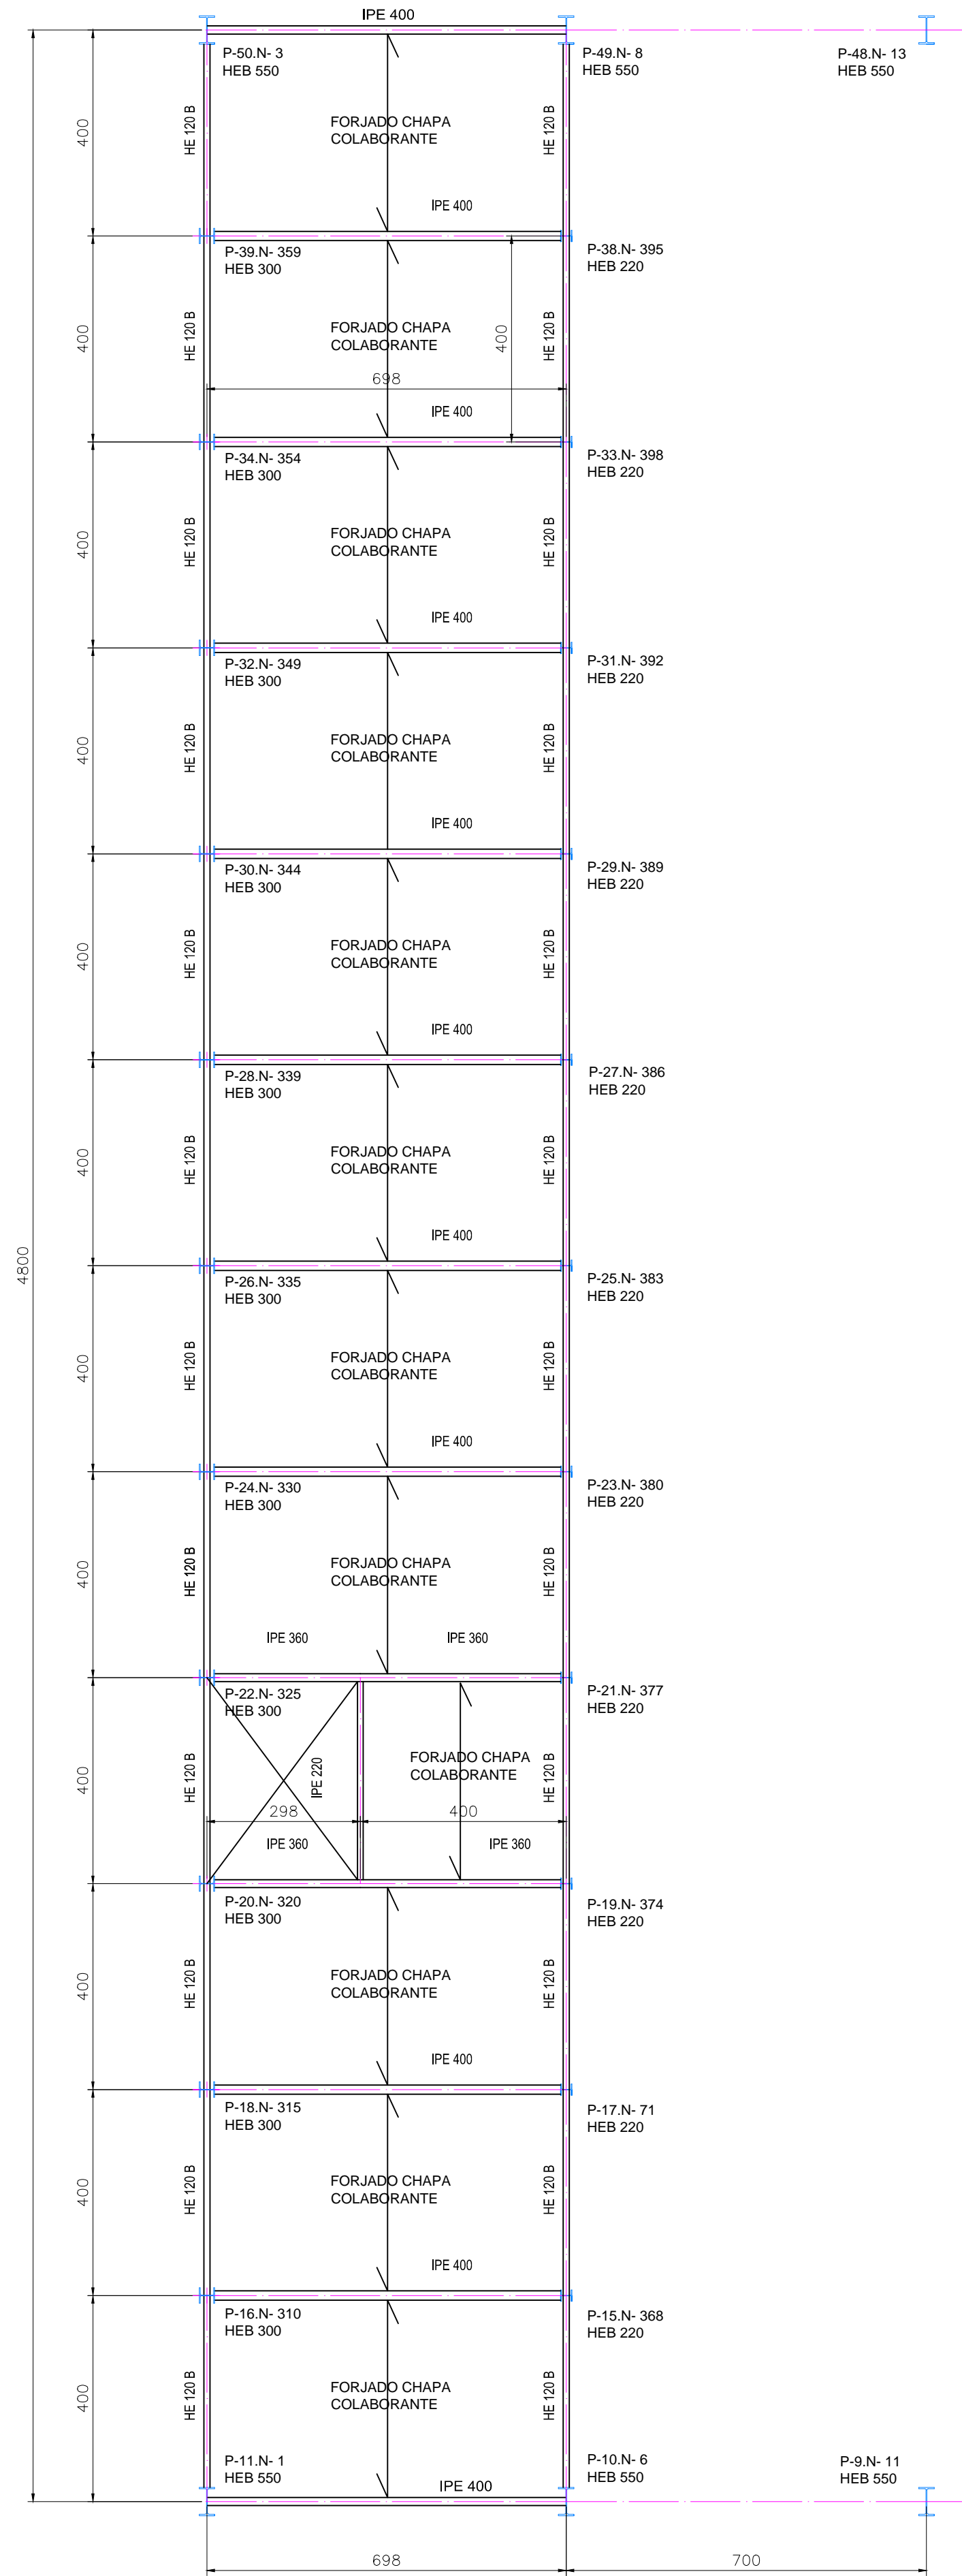 IPE 400
P-50.N- 3
HEB 550
P-49.N- 8
HEB 550
P-48.N- 13
HEB 550
400
HE 120 B
FORJADO CHAPA
COLABORANTE
HE 120 B
IPE 400
P-39.N- 359
HEB 300
P-38.N- 395
HEB 220
400
HE 120 B
FORJADO CHAPA
COLABORANTE
400
HE 120 B
698
IPE 400
P-34.N- 354
HEB 300
P-33.N- 398
HEB 220
400
HE 120 B
FORJADO CHAPA
COLABORANTE
HE 120 B
IPE 400
P-32.N- 349
HEB 300
P-31.N- 392
HEB 220
400
HE 120 B
FORJADO CHAPA
COLABORANTE
HE 120 B
IPE 400
P-30.N- 344
HEB 300
P-29.N- 389
HEB 220
400
HE 120 B
FORJADO CHAPA
COLABORANTE
HE 120 B
IPE 400
P-28.N- 339
HEB 300
P-27.N- 386
HEB 220
400
HE 120 B
FORJADO CHAPA
COLABORANTE
HE 120 B
IPE 400
4800
P-26.N- 335
HEB 300
P-25.N- 383
HEB 220
400
HE 120 B
FORJADO CHAPA
COLABORANTE
HE 120 B
IPE 400
P-24.N- 330
HEB 300
P-23.N- 380
HEB 220
400
HE 120 B
FORJADO CHAPA
COLABORANTE
HE 120 B
IPE 360
IPE 360
P-22.N- 325
HEB 300
P-21.N- 377
HEB 220
400
HE 120 B
IPE 220
FORJADO CHAPA
COLABORANTE
HE 120 B
298
400
IPE 360
IPE 360
P-20.N- 320
HEB 300
P-19.N- 374
HEB 220
400
HE 120 B
FORJADO CHAPA
COLABORANTE
HE 120 B
IPE 400
P-18.N- 315
HEB 300
P-17.N- 71
HEB 220
400
HE 120 B
FORJADO CHAPA
COLABORANTE
HE 120 B
IPE 400
P-16.N- 310
HEB 300
P-15.N- 368
HEB 220
400
HE 120 B
FORJADO CHAPA
COLABORANTE
HE 120 B
P-11.N- 1
HEB 550
IPE 400
P-10.N- 6
HEB 550
P-9.N- 11
HEB 550
698
700